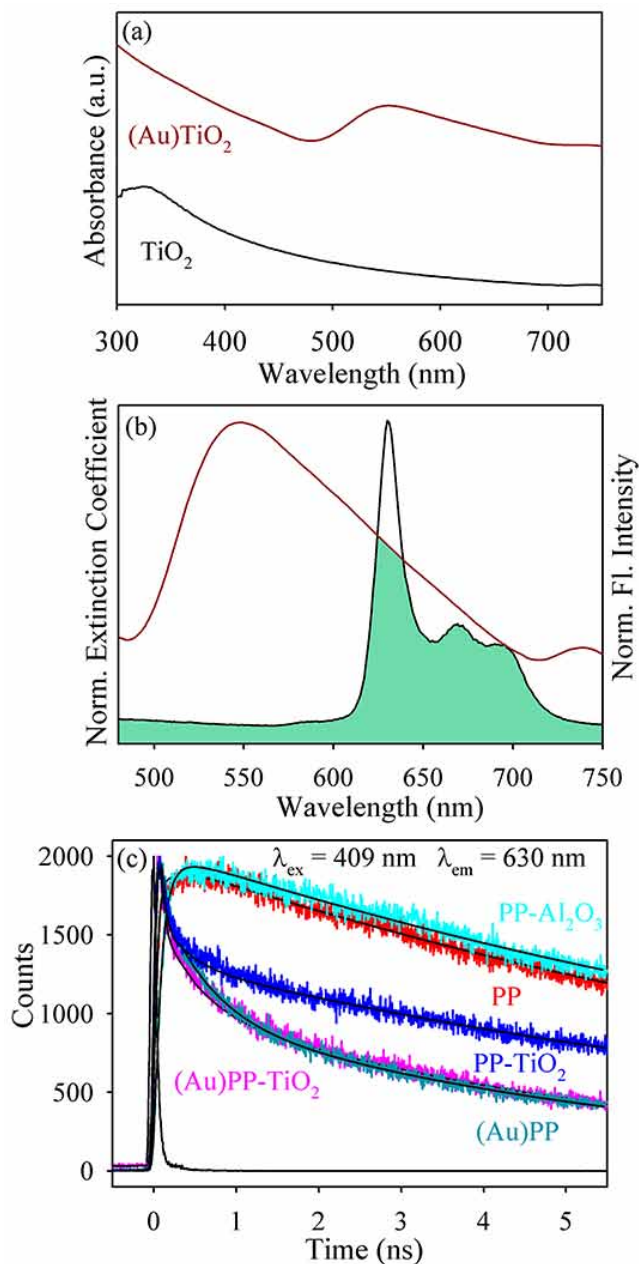 (a)
Absorbance (a.u.)
(Au)TiO₂
TiO₂
300 400 500 600 700
Wavelength (nm)
(b)
Norm. Extinction Coefficient
Norm. Fl. Intensity
500 550 600 650 700 750
Wavelength (nm)
(c)
λex = 409 nm λem = 630 nm
Counts
2000
1500
1000
500
0
PP-Al₂O₃
PP
PP-TiO₂
(Au)PP-TiO₂
(Au)PP
0 1 2 3 4 5
Time (ns)